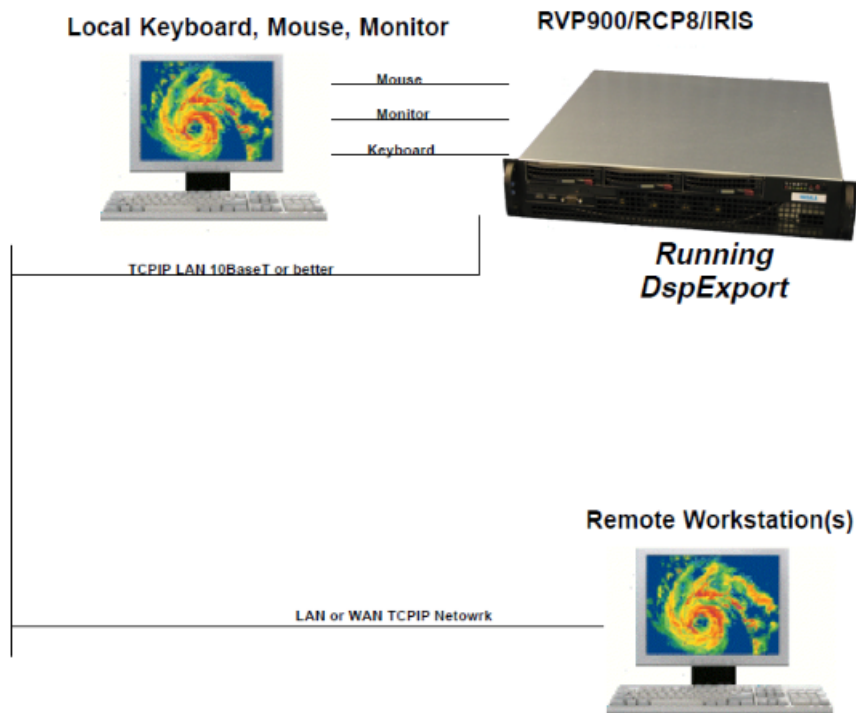 Local Keyboard, Mouse, Monitor
RVP900/RCP8/IRIS
Mouse
Monitor
Keyboard
Running
DspExport
TCPIP LAN 10BaseT or better
Remote Workstation(s)
LAN or WAN TCPIP Netowrk